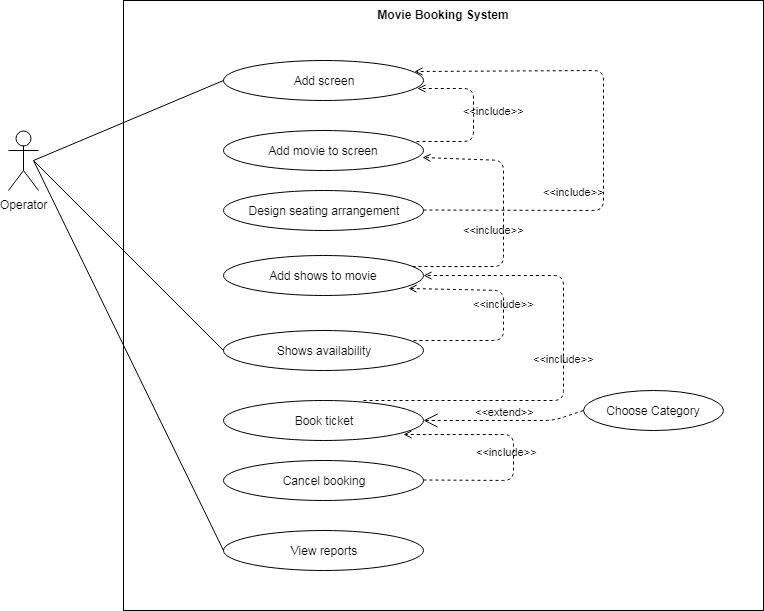 Movie Booking System
Add screen
<<include>>
Add movie to screen
Operator
<<include>>
Design seating arrangement
<<include>>
Add shows to movie
<<include>>
Shows availability
<<include>>
Choose Category
<<extend>>
Book ticket
<<include>>
Cancel booking
View reports